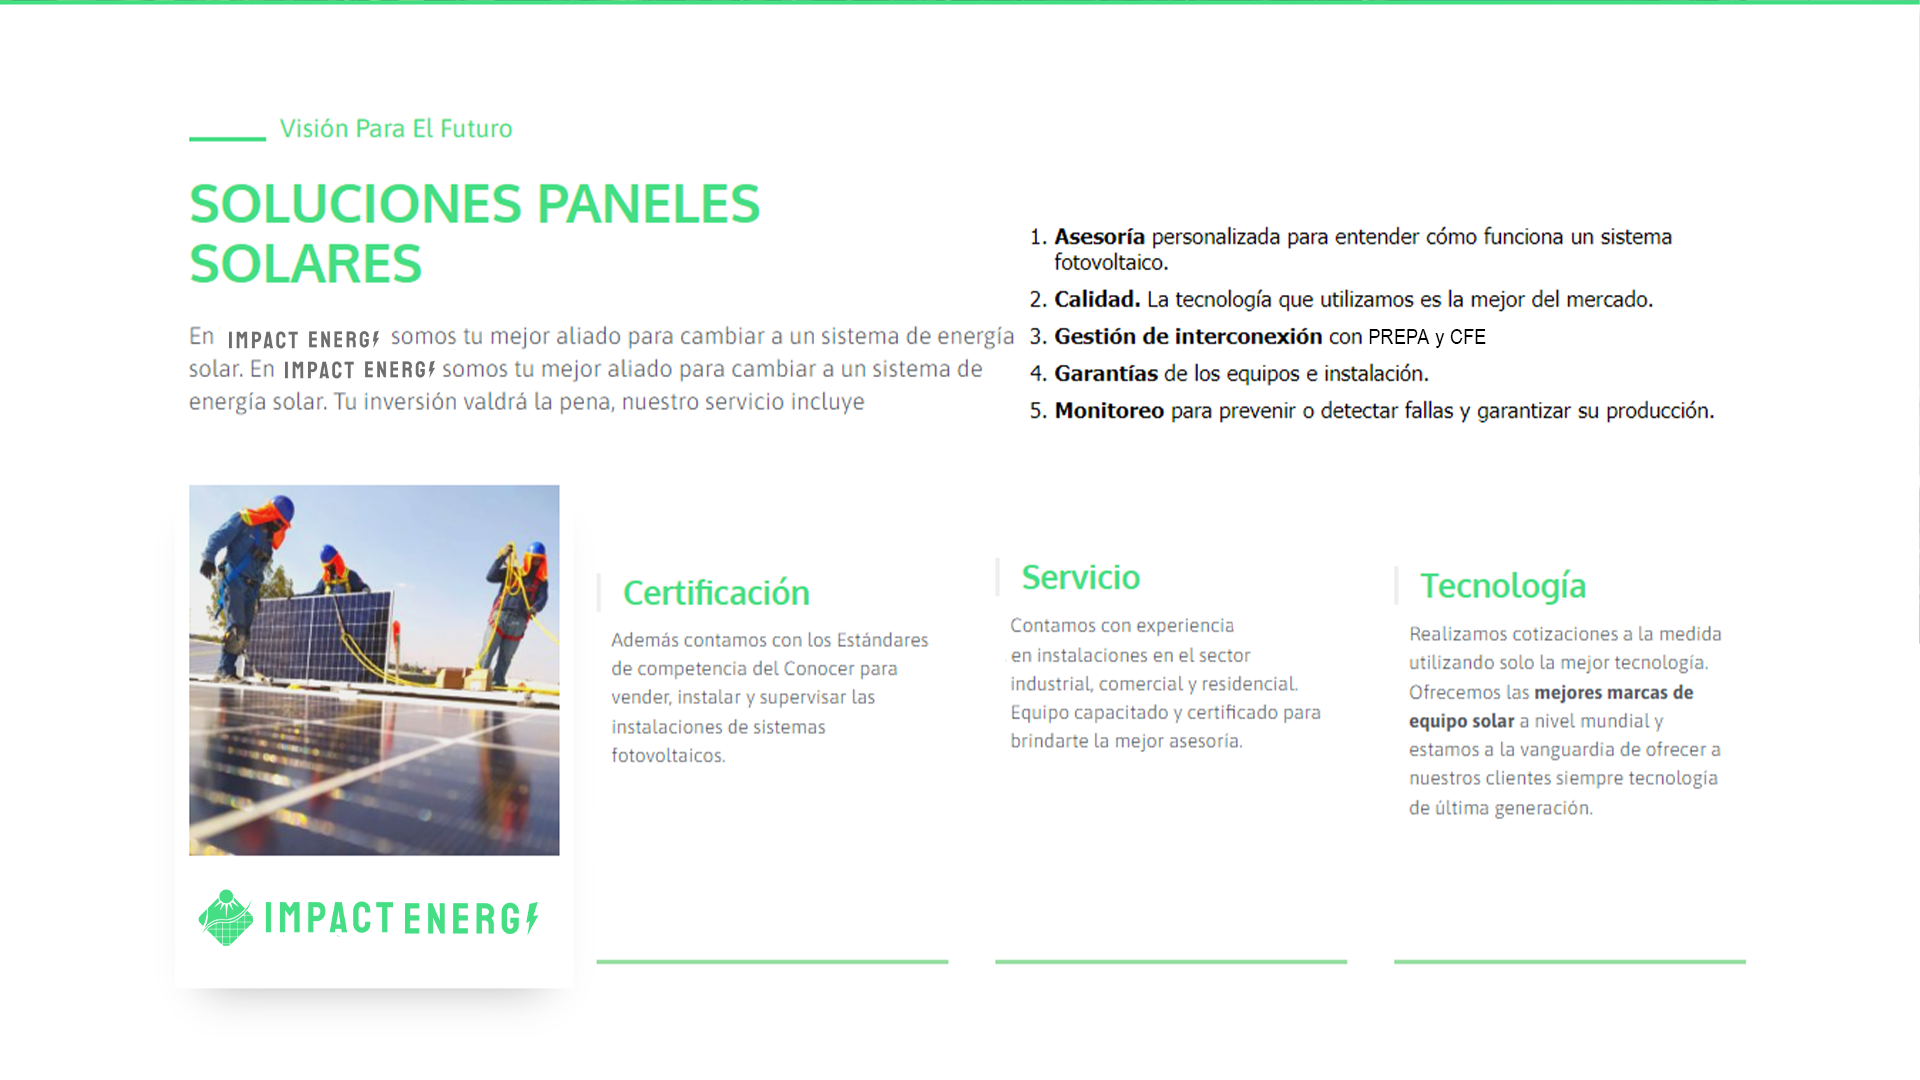 Visión Para El Futuro
SOLUCIONES PANELES
SOLARES
En IMPACT ENERG somos tu mejor aliado para cambiar a un sistema de energía
solar. En IMPACT ENERG somos tu mejor aliado para cambiar a un sistema de
energía solar. Tu inversión valdrá la pena, nuestro servicio incluye
1. Asesoría personalizada para entender cómo funciona un sistema
fotovoltaico.
2. Calidad. La tecnología que utilizamos es la mejor del mercado.
3. Gestión de interconexión con PREPA y CFE
4. Garantías de los equipos e instalación.
5. Monitoreo para prevenir o detectar fallas y garantizar su producción.
IMPACT ENERG
Certificación
Además contamos con los Estándares
de competencia del Conocer para
vender, instalar y supervisar las
instalaciones de sistemas
fotovoltaicos.
Servicio
Contamos con experiencia
en instalaciones en el sector
industrial, comercial y residencial.
Equipo capacitado y certificado para
brindarte la mejor asesoría.
Tecnología
Realizamos cotizaciones a la medida
utilizando solo la mejor tecnología.
Ofrecemos las mejores marcas de
equipo solar a nivel mundial y
estamos a la vanguardia de ofrecer a
nuestros clientes siempre tecnología
de última generación.